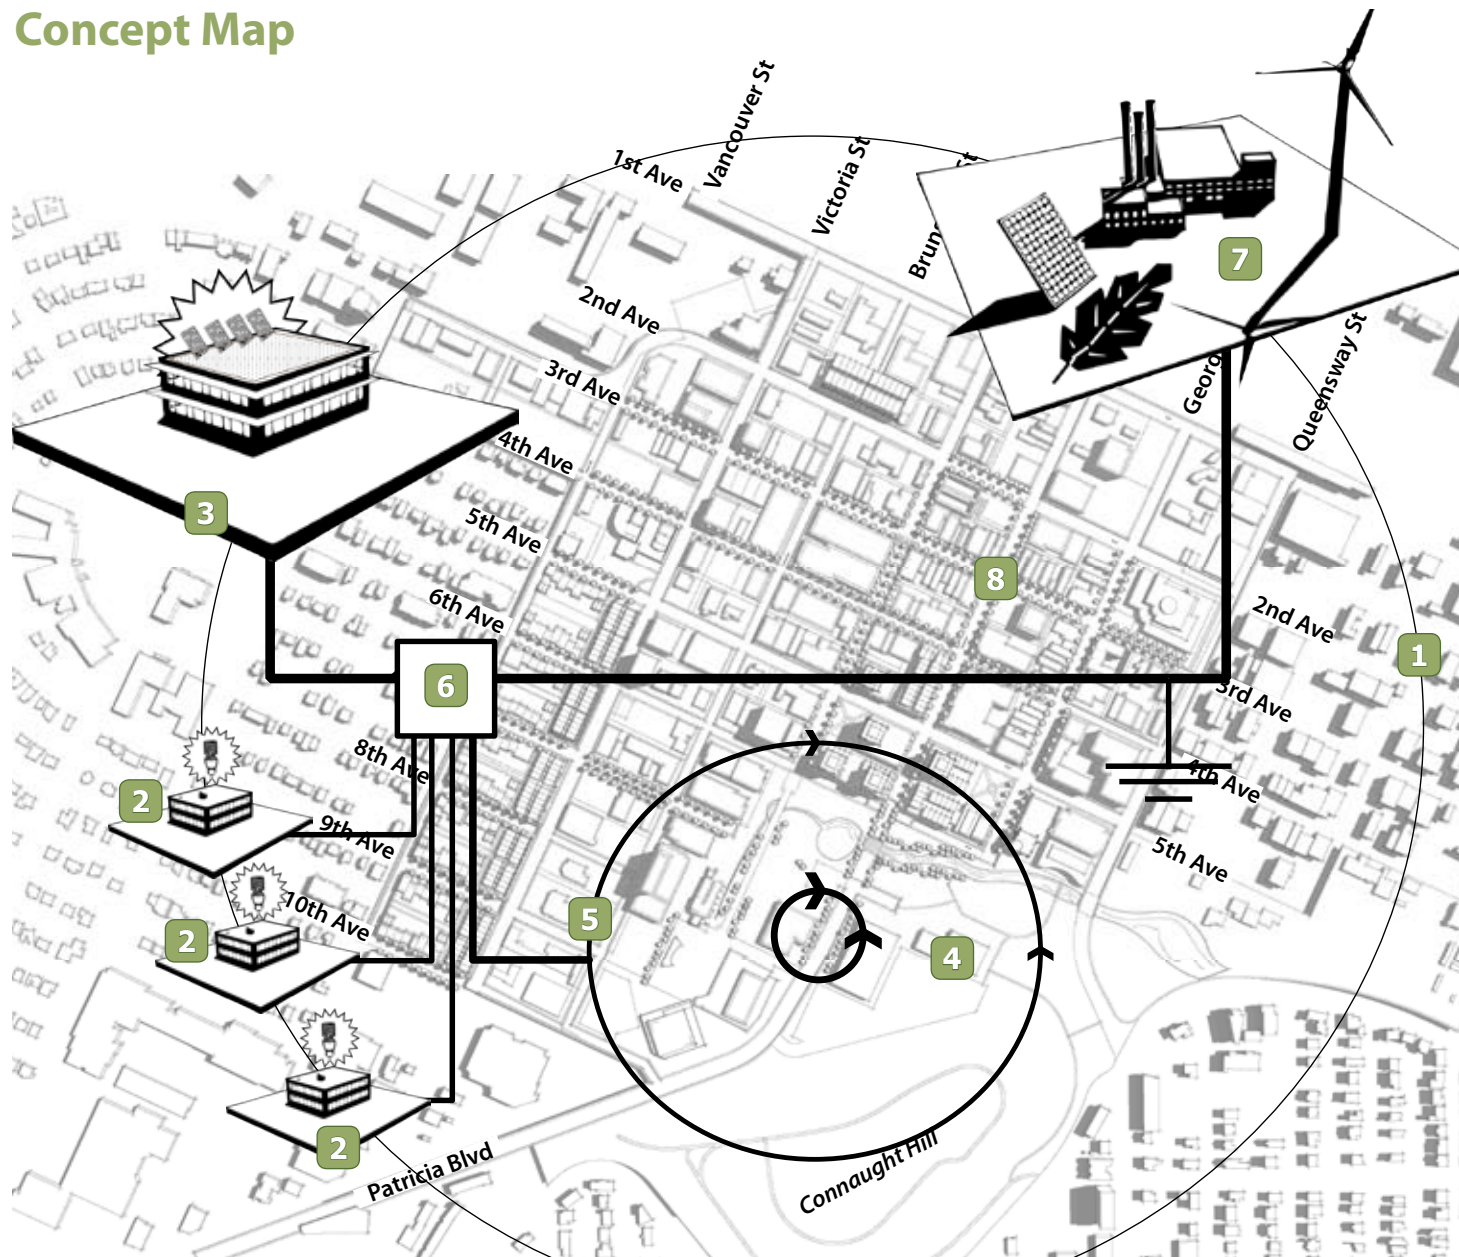 Concept Map
Vancouver St
1st Ave
Victoria St
2nd Ave
7
3rd Ave
Queensway St
4th Ave
3
5th Ave
8
6th Ave
2nd Ave
1
6
3rd Ave
8th Ave
4th Ave
2
9th Ave
5th Ave
10th Ave
5
2
4
Connaught Hill
2
Patricia Blvd